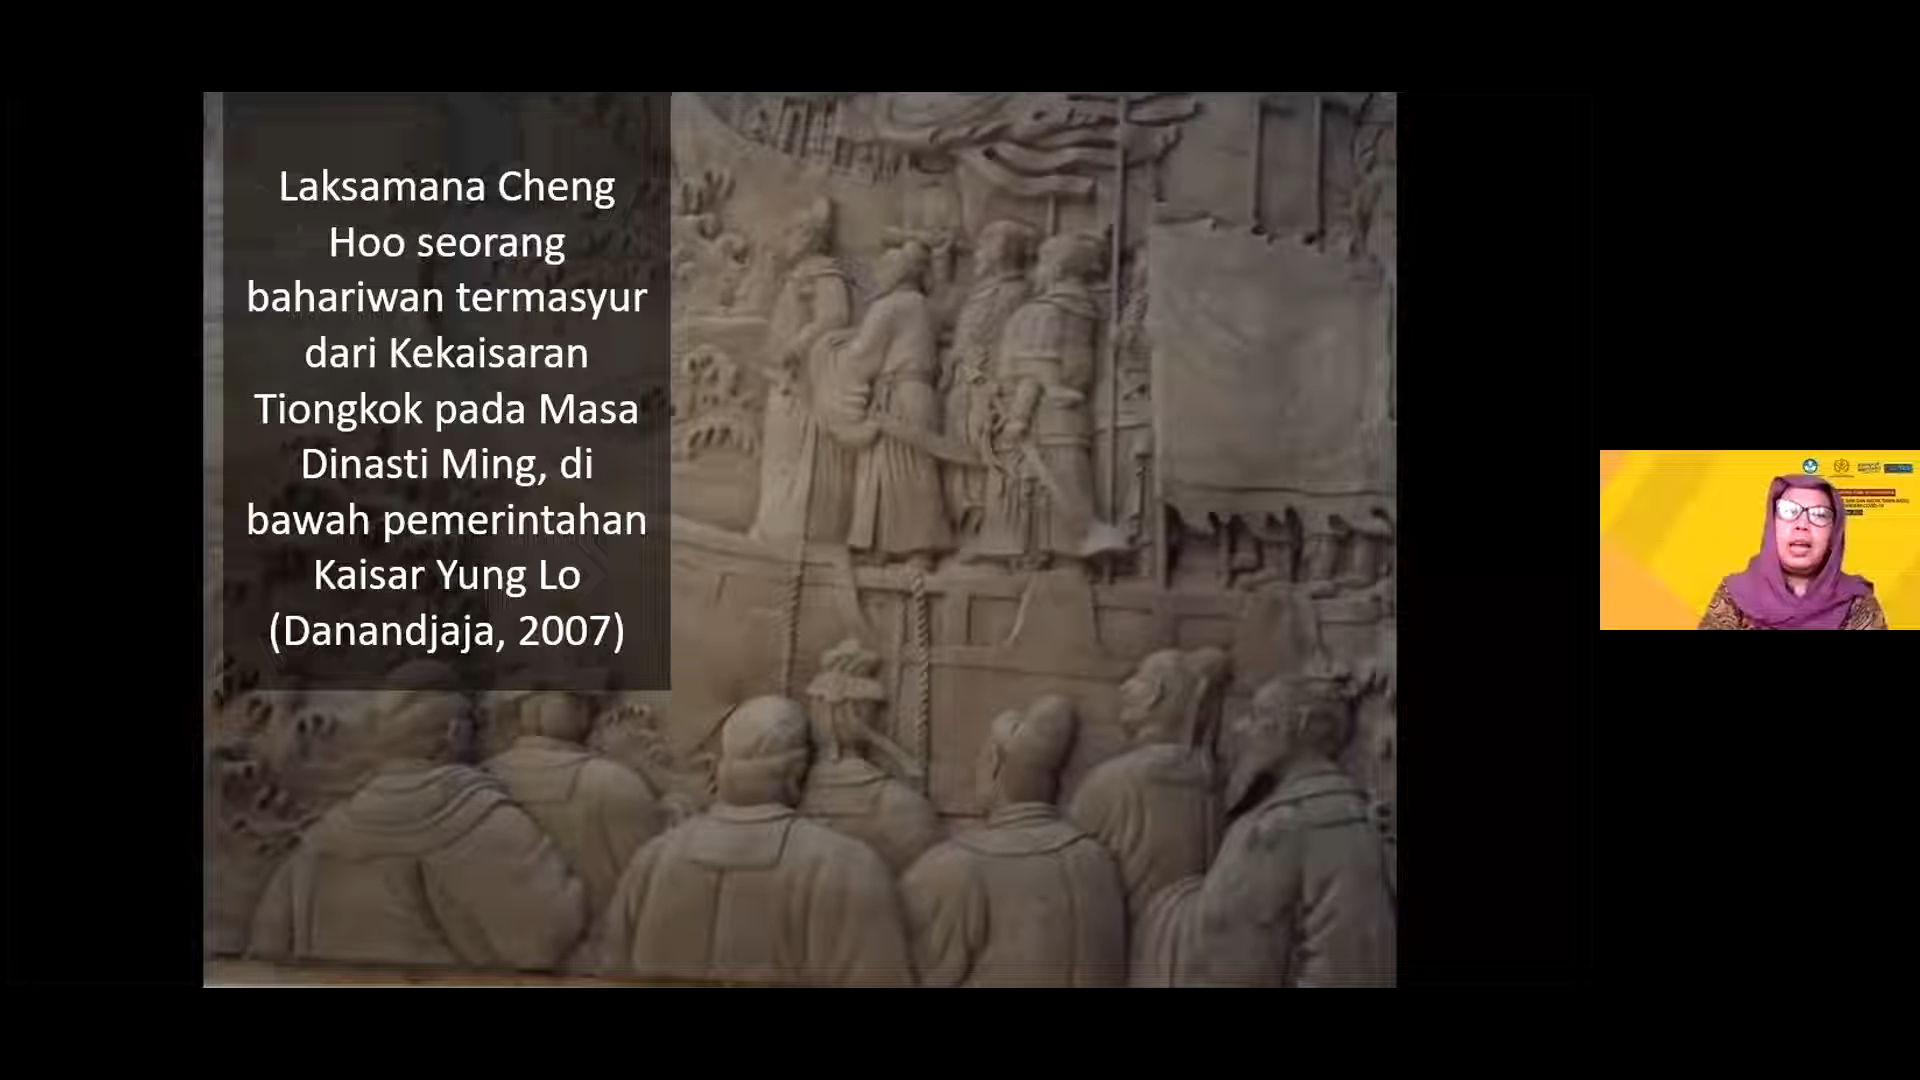 Laksamana Cheng
Hoo seorang
bahariwan termasyur
dari Kekaisaran
Tiongkok pada Masa
Dinasti Ming, di
bawah pemerintahan
Kaisar Yung Lo
(Danandjaja, 2007)